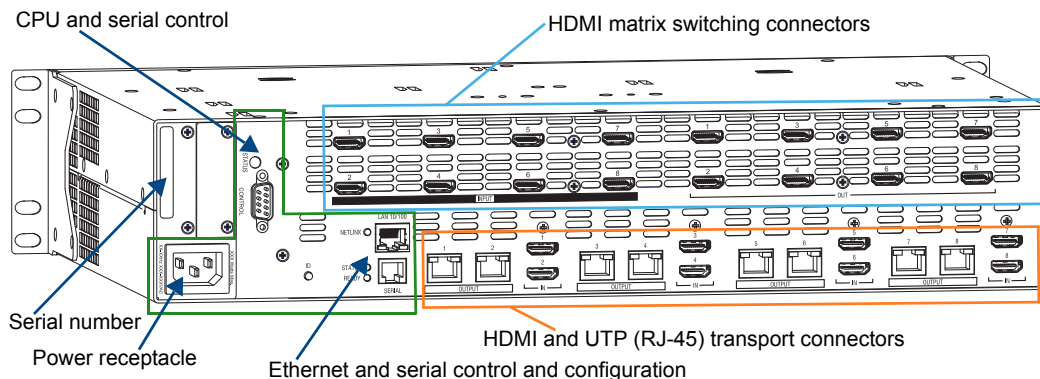 CPU and serial control
HDMI matrix switching connectors
1 3 5 7 1 3 5 7
STATUS
2 4 6 8 2 4 6 8
CONTROL
INPUT
OUT
LAN 10/100
NETLINX
ID
STATUS
READY
SERIAL
1 2 1 3 4 3 5 6 5 7 8 7
2 4 6 8
OUTPUT IN OUTPUT IN OUTPUT IN OUTPUT IN
Serial number
Power receptacle
HDMI and UTP (RJ-45) transport connectors
Ethernet and serial control and configuration